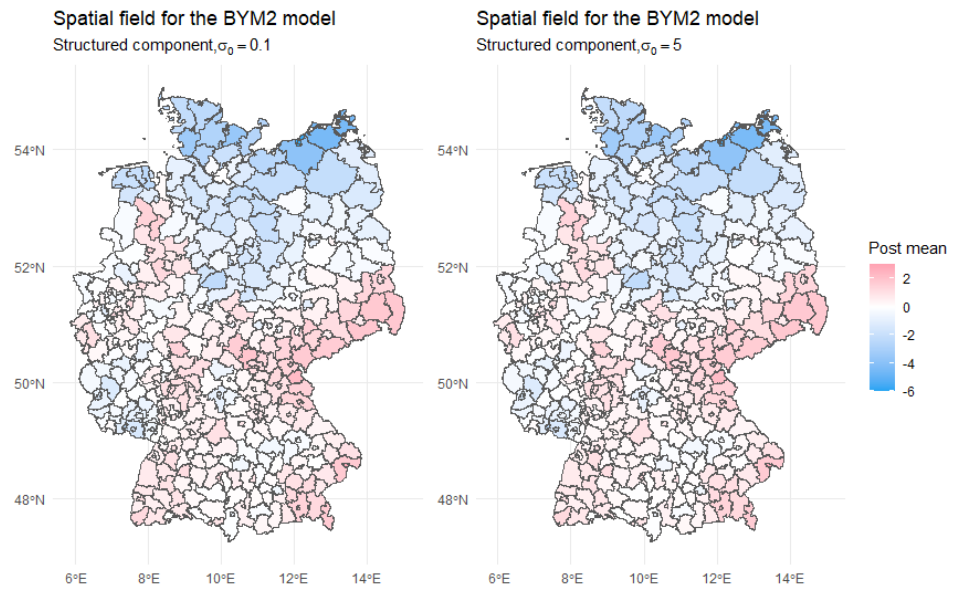 Spatial field for the BYM2 model
Structured component,σ₀ = 0.1
54°N
52°N
50°N
48°N
6°E 8°E 10°E 12°E 14°E
Spatial field for the BYM2 model
Structured component,σ₀ = 5
54°N
52°N
50°N
48°N
6°E 8°E 10°E 12°E 14°E
Post mean
2
0
-2
-4
-6